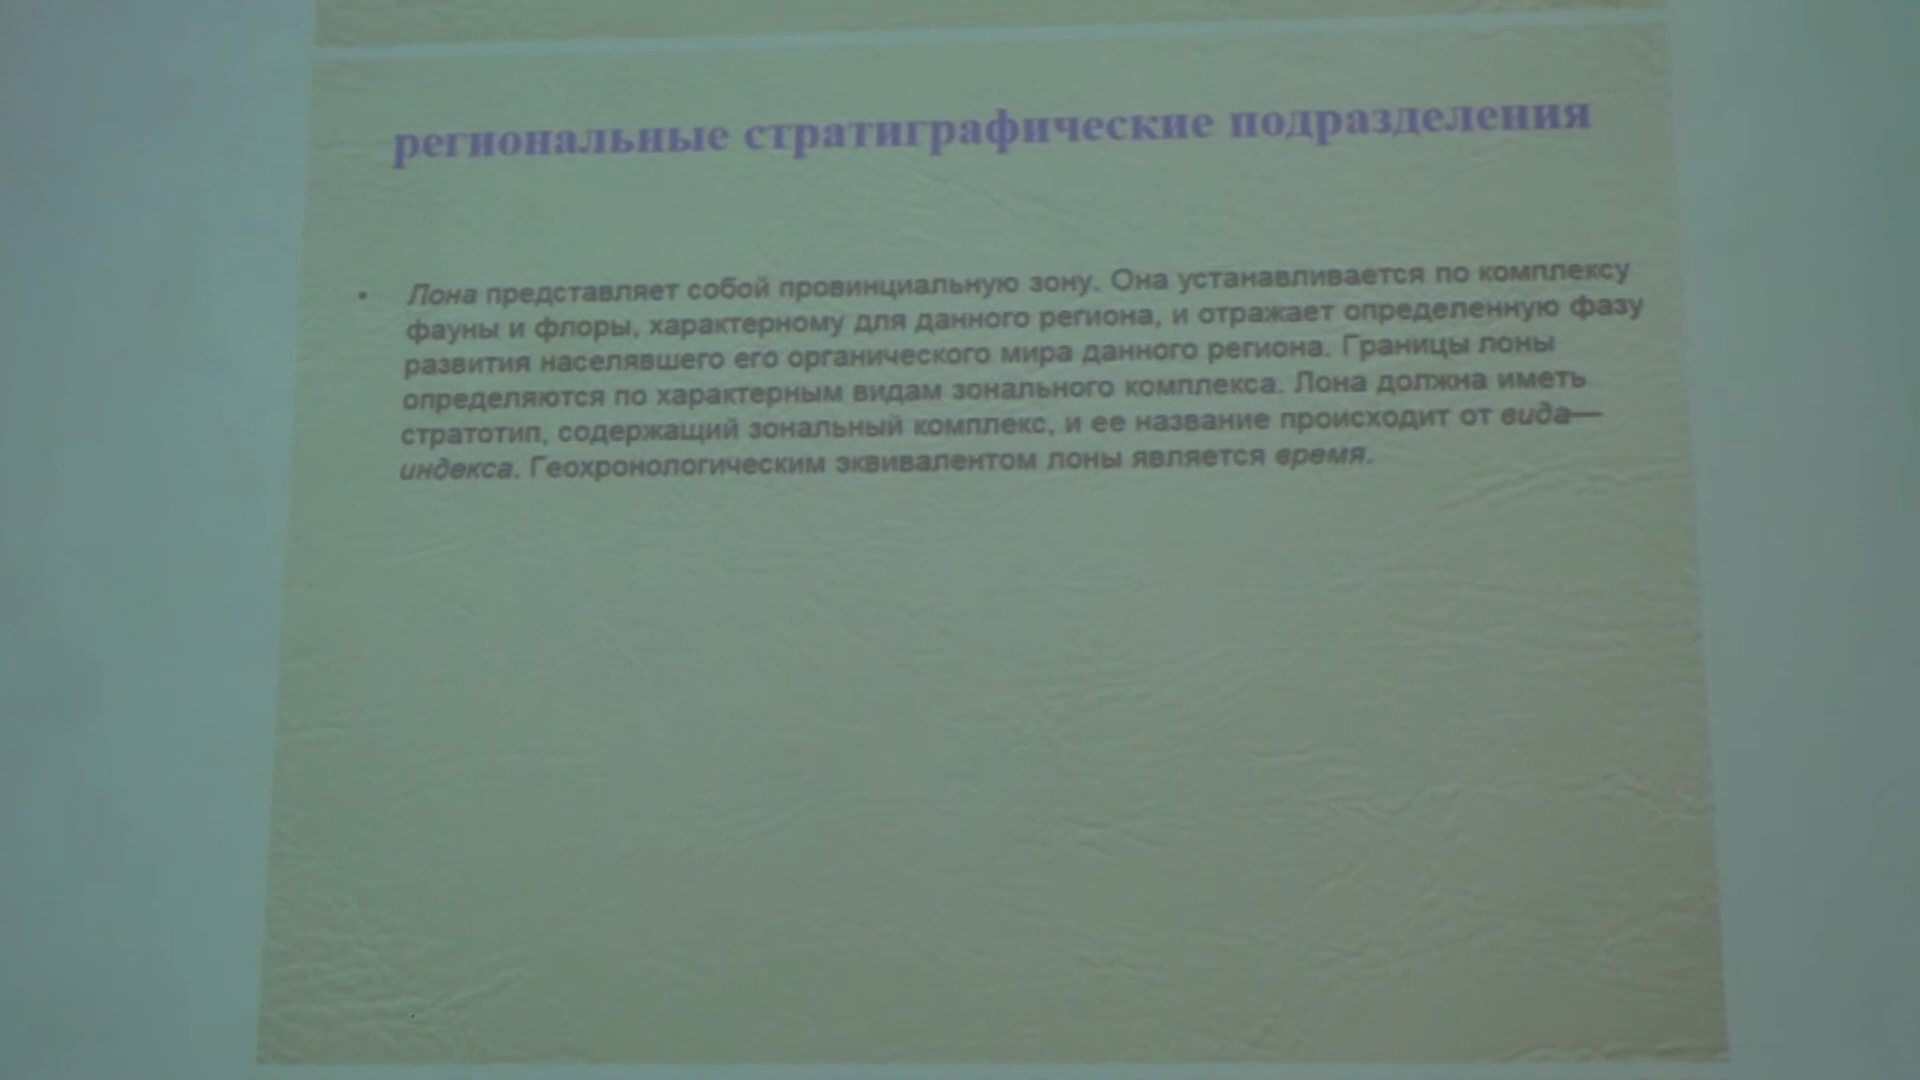 региональные стратиграфические подразделения
• Лона представляет собой провинциальную зону. Она устанавливается по комплексу
фауны и флоры, характерному для данного региона, и отражает определенную фазу
развития населявшего его органического мира данного региона. Границы лоны
определяются по характерным видам зонального комплекса. Лона должна иметь
стратотип, содержащий зональный комплекс, и ее название происходит от вида—
индекса. Геохронологическим эквивалентом лоны является время.